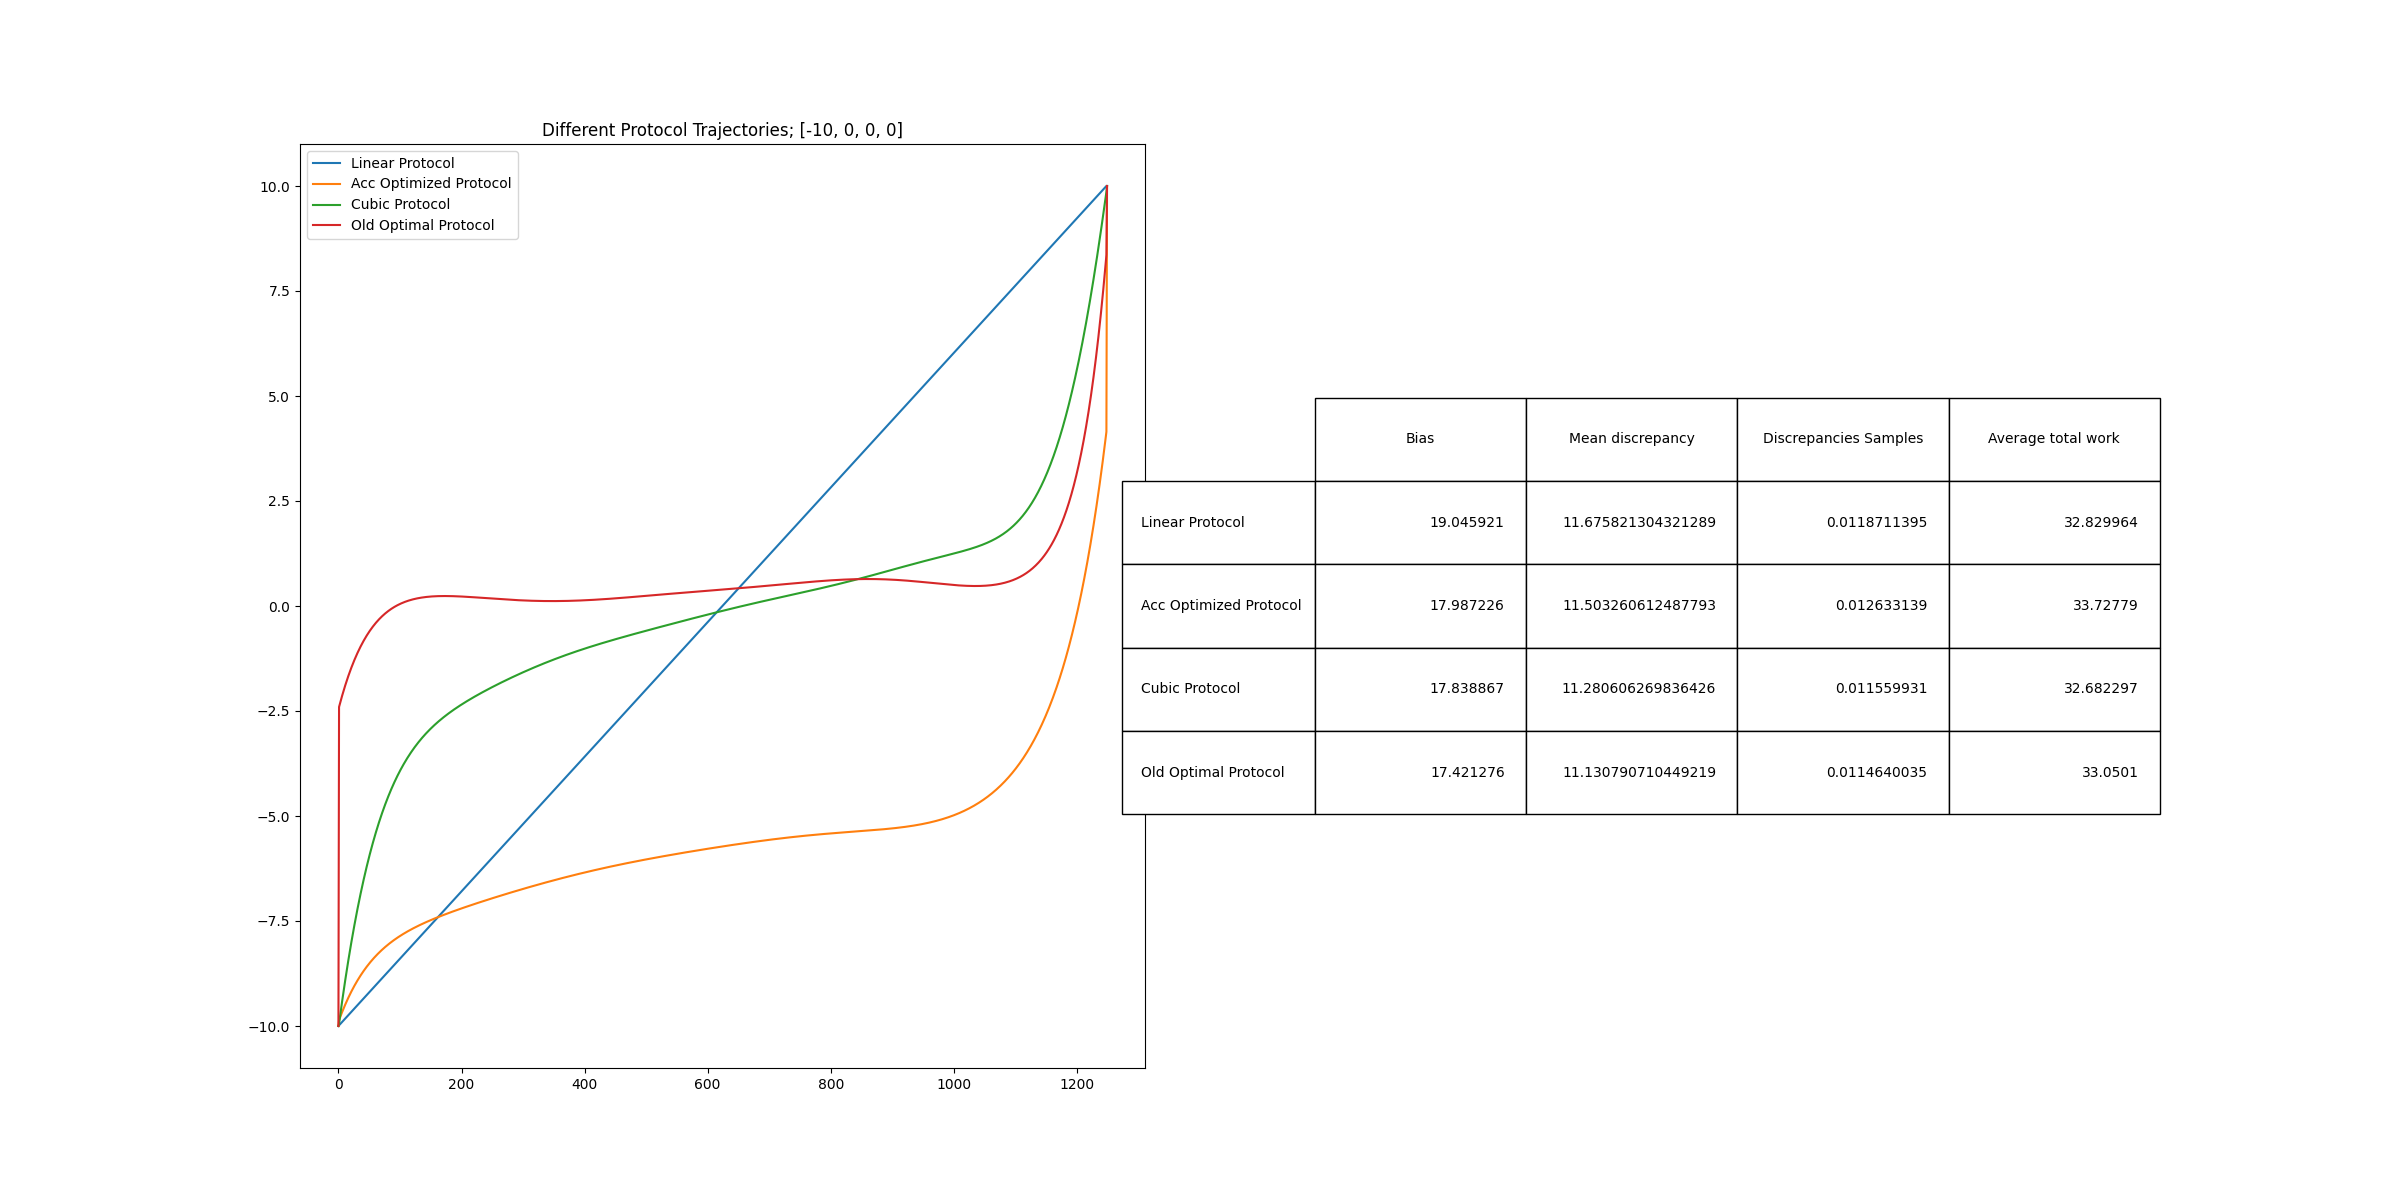 Different Protocol Trajectories; [-10, 0, 0, 0]
Linear Protocol
Acc Optimized Protocol
Cubic Protocol
Old Optimal Protocol
10.0
7.5
5.0
2.5
0.0
−2.5
−5.0
−7.5
−10.0
0 200 400 600 800 1000 1200
Bias Mean discrepancy Discrepancies Samples Average total work
Linear Protocol 19.045921 11.675821304321289 0.0118711395 32.829964
Acc Optimized Protocol 17.987226 11.503260612487793 0.012633139 33.72779
Cubic Protocol 17.838867 11.280606269836426 0.011559931 32.682297
Old Optimal Protocol 17.421276 11.130790710449219 0.0114640035 33.0501